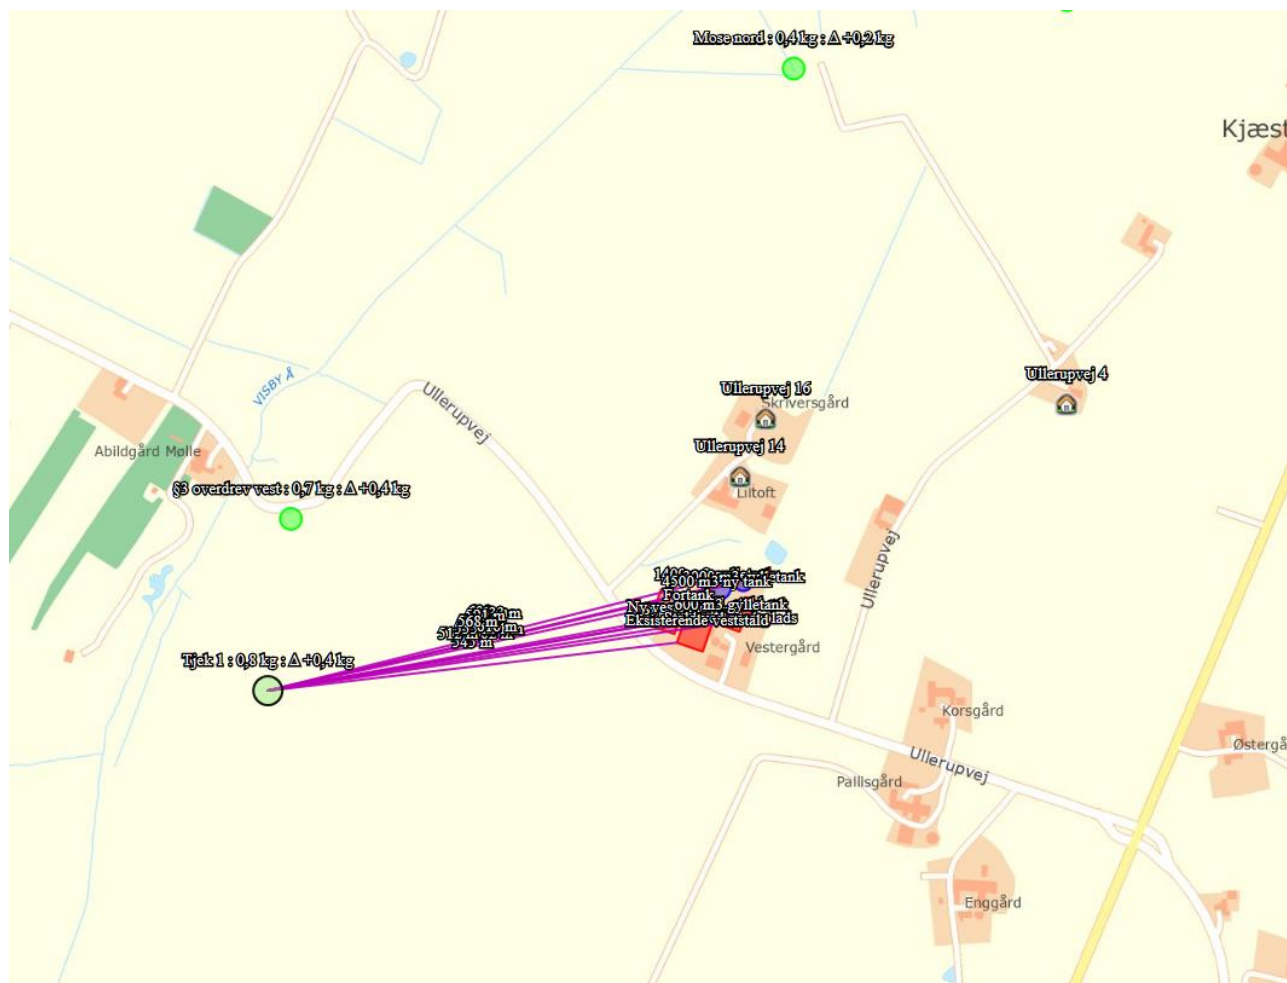 Mose nord : 0,4 kg : Δ +0,2 kg
Kjæst
VISBY Å
Ullerupvej
Ullerupvej 16
Skriversgård
Ullerupvej 4
Abildgård Mølle
Ullerupvej 14
Liltoft
§3 overdrev vest : 0,7 kg : Δ +0,4 kg
Ullerupvej
4500 m3 ny tank
Fortank
600 m3 gylletank
Eksisterende veststald
568 m
545 m
Vestergård
Tjek 1 : 0,8 kg : Δ +0,4 kg
Korsgård
Østergå
Ullerupvej
Pallisgård
Enggård